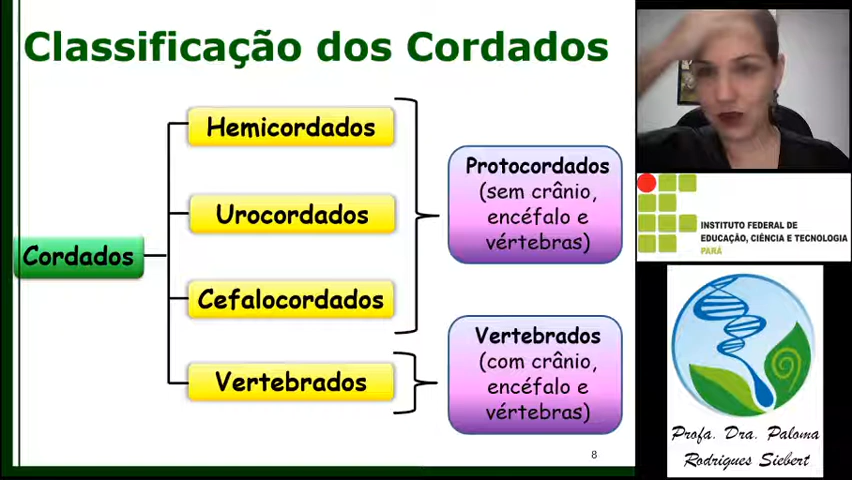 Classificação dos Cordados
Hemicordados
Urocordados
Cordados
Cefalocordados
Vertebrados
Protocordados
(sem crânio,
encéfalo e
vértebras)
Vertebrados
(com crânio,
encéfalo e
vértebras)
8
INSTITUTO FEDERAL DE
EDUCAÇÃO, CIÊNCIA E TECNOLOGIA
PARÁ
Profa. Dra. Paloma
Rodrigues Siebert